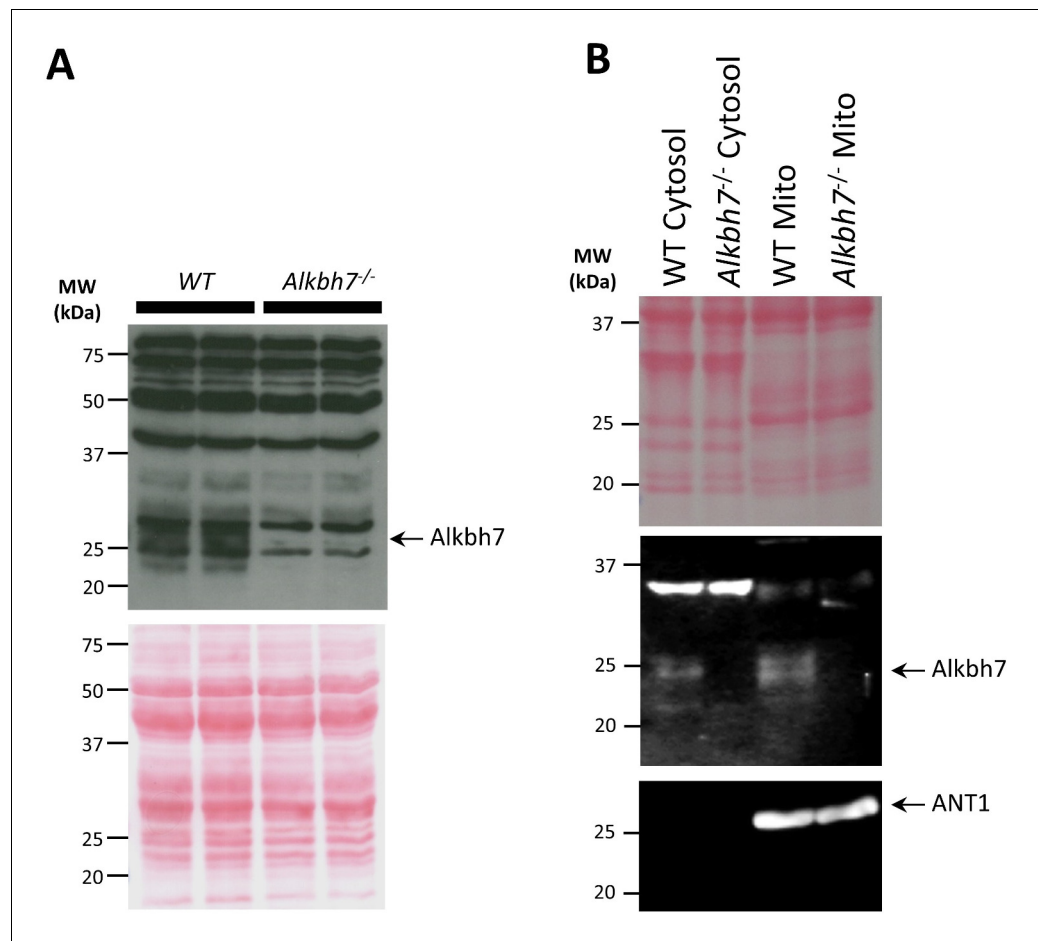 A
MW
(kDa)
WT
Alkbh7-/-
75
50
37
25
20
Alkbh7
75
50
37
25
20
B
MW
(kDa)
WT Cytosol
Alkbh7-/- Cytosol
WT Mito
Alkbh7-/- Mito
37
25
20
37
25
20
Alkbh7
25
20
ANT1